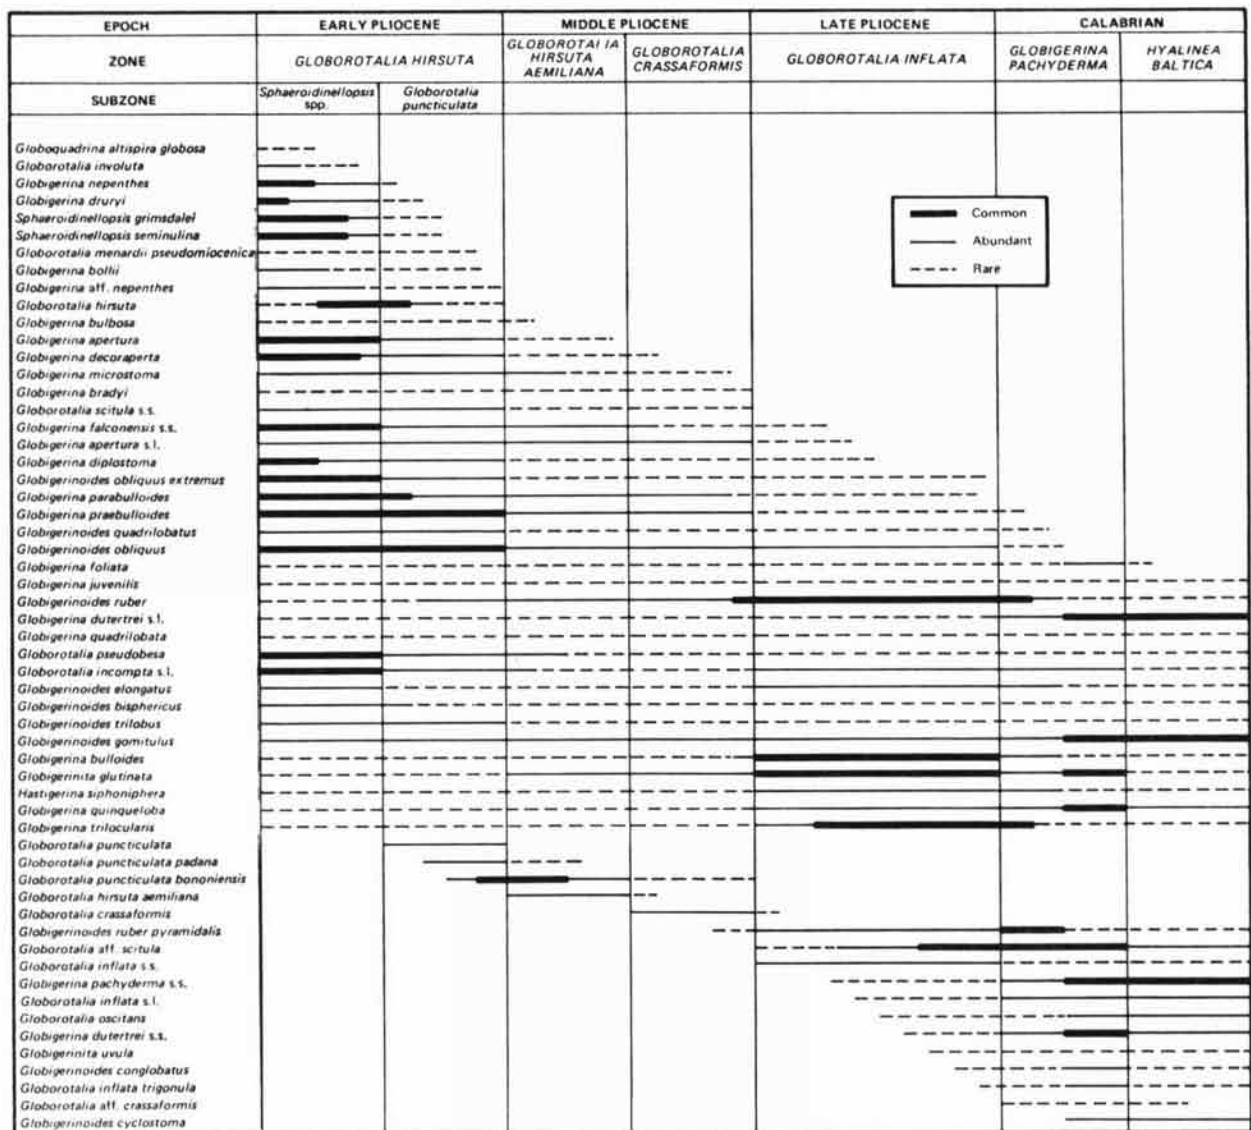 EPOCH EARLY PLIOCENE MIDDLE PLIOCENE LATE PLIOCENE CALABRIAN
ZONE GLOBOROTALIA HIRSUTA GLOBOROTALIA HIRSUTA AEMILIANA GLOBOROTALIA CRASSAFORMIS GLOBOROTALIA INFLATA GLOBIGERINA PACHYDERMA HYALINEA BALTICA
SUBZONE Sphaeroidinellopsis spp. Globorotalia puncticulata
Globoquadrina altispira globosa
Globorotalia involuta
Globigerina nepenthes
Globigerina druryi
Sphaeroidinellopsis grimsdalei
Sphaeroidinellopsis seminulina
Globorotalia menardii pseudomiocenica
Globigerina bollii
Globigerina aff. nepenthes
Globorotalia hirsuta
Globigerina bulbosa
Globigerina apertura
Globigerina decoraperta
Globigerina microstoma
Globigerina bradyi
Globorotalia scitula s.s.
Globigerina falconensis s.s.
Globigerina apertura s.l.
Globigerina diplostoma
Globigerinoides obliquus extremus
Globigerina parabulloides
Globigerina praebulloides
Globigerinoides quadrilobatus
Globigerinoides obliquus
Globigerina foliata
Globigerina juvenilis
Globigerinoides ruber
Globigerina dutertrei s.l.
Globigerina quadrilobata
Globorotalia pseudobesa
Globorotalia incompta s.l.
Globigerinoides elongatus
Globigerinoides bisphericus
Globigerinoides trilobus
Globigerinoides gomitulus
Globigerina bulloides
Globigerinita glutinata
Hastigerina siphoniphera
Globigerina quinqueloba
Globigerina trilocularis
Globorotalia puncticulata
Globorotalia puncticulata padana
Globorotalia puncticulata bononiensis
Globorotalia hirsuta aemiliana
Globorotalia crassaformis
Globigerinoides ruber pyramidalis
Globorotalia aff. scitula
Globorotalia inflata s.s.
Globigerina pachyderma s.s.
Globorotalia inflata s.l.
Globorotalia oscitans
Globigerina dutertrei s.s.
Globigerinita uvula
Globigerinoides conglobatus
Globorotalia inflata trigonula
Globorotalia aff. crassaformis
Globigerinoides cyclostoma
Common
Abundant
Rare